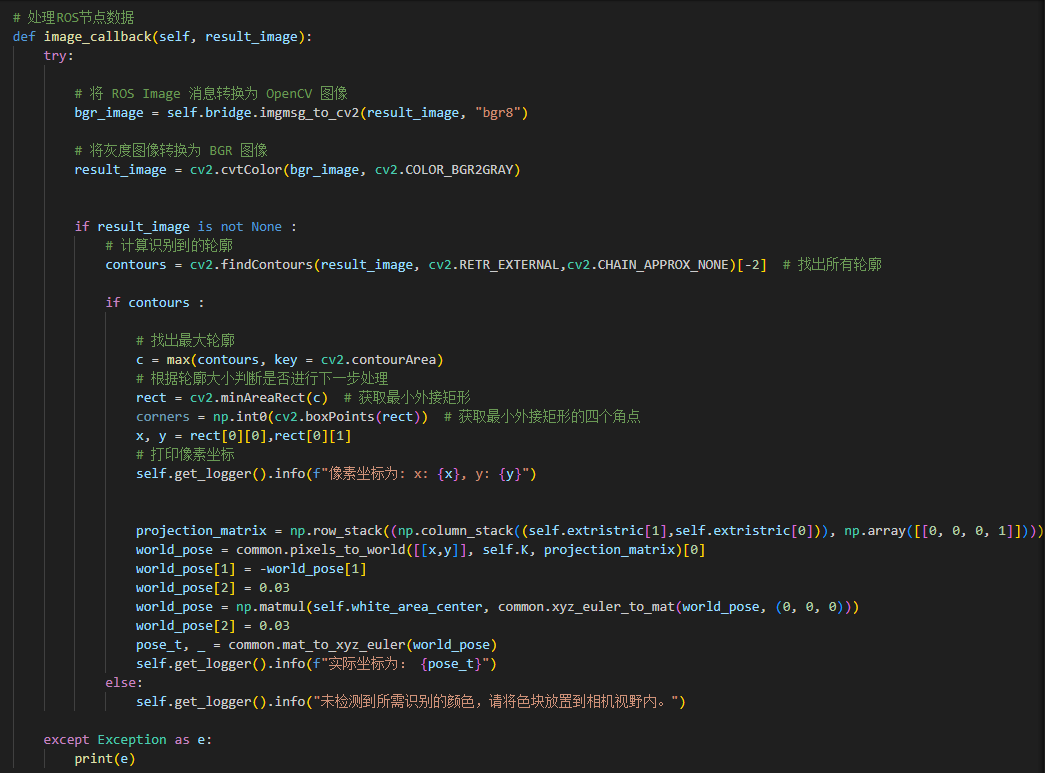 # 处理ROS节点数据
def image_callback(self, result_image):
    try:
        # 将 ROS Image 消息转换为 OpenCV 图像
        bgr_image = self.bridge.imgmsg_to_cv2(result_image, "bgr8")
        # 将灰度图像转换为 BGR 图像
        result_image = cv2.cvtColor(bgr_image, cv2.COLOR_BGR2GRAY)
        if result_image is not None :
            # 计算识别到的轮廓
            contours = cv2.findContours(result_image, cv2.RETR_EXTERNAL,cv2.CHAIN_APPROX_NONE)[-2]  # 找出所有轮廓
            if contours :
                # 找出最大轮廓
                c = max(contours, key = cv2.contourArea)
                # 根据轮廓大小判断是否进行下一步处理
                rect = cv2.minAreaRect(c)  # 获取最小外接矩形
                corners = np.int0(cv2.boxPoints(rect))  # 获取最小外接矩形的四个角点
                x, y = rect[0][0],rect[0][1]
                # 打印像素坐标
                self.get_logger().info(f"像素坐标为: x: {x}, y: {y}")
                projection_matrix = np.row_stack((np.column_stack((self.extristric[1],self.extristric[0])), np.array([[0, 0, 0, 1]])))
                world_pose = common.pixels_to_world([[x,y]], self.K, projection_matrix)[0]
                world_pose[1] = -world_pose[1]
                world_pose[2] = 0.03
                world_pose = np.matmul(self.white_area_center, common.xyz_euler_to_mat(world_pose, (0, 0, 0)))
                world_pose[2] = 0.03
                pose_t, _ = common.mat_to_xyz_euler(world_pose)
                self.get_logger().info(f"实际坐标为： {pose_t}")
            else:
                self.get_logger().info("未检测到所需识别的颜色，请将色块放置到相机视野内。")
    except Exception as e:
        print(e)